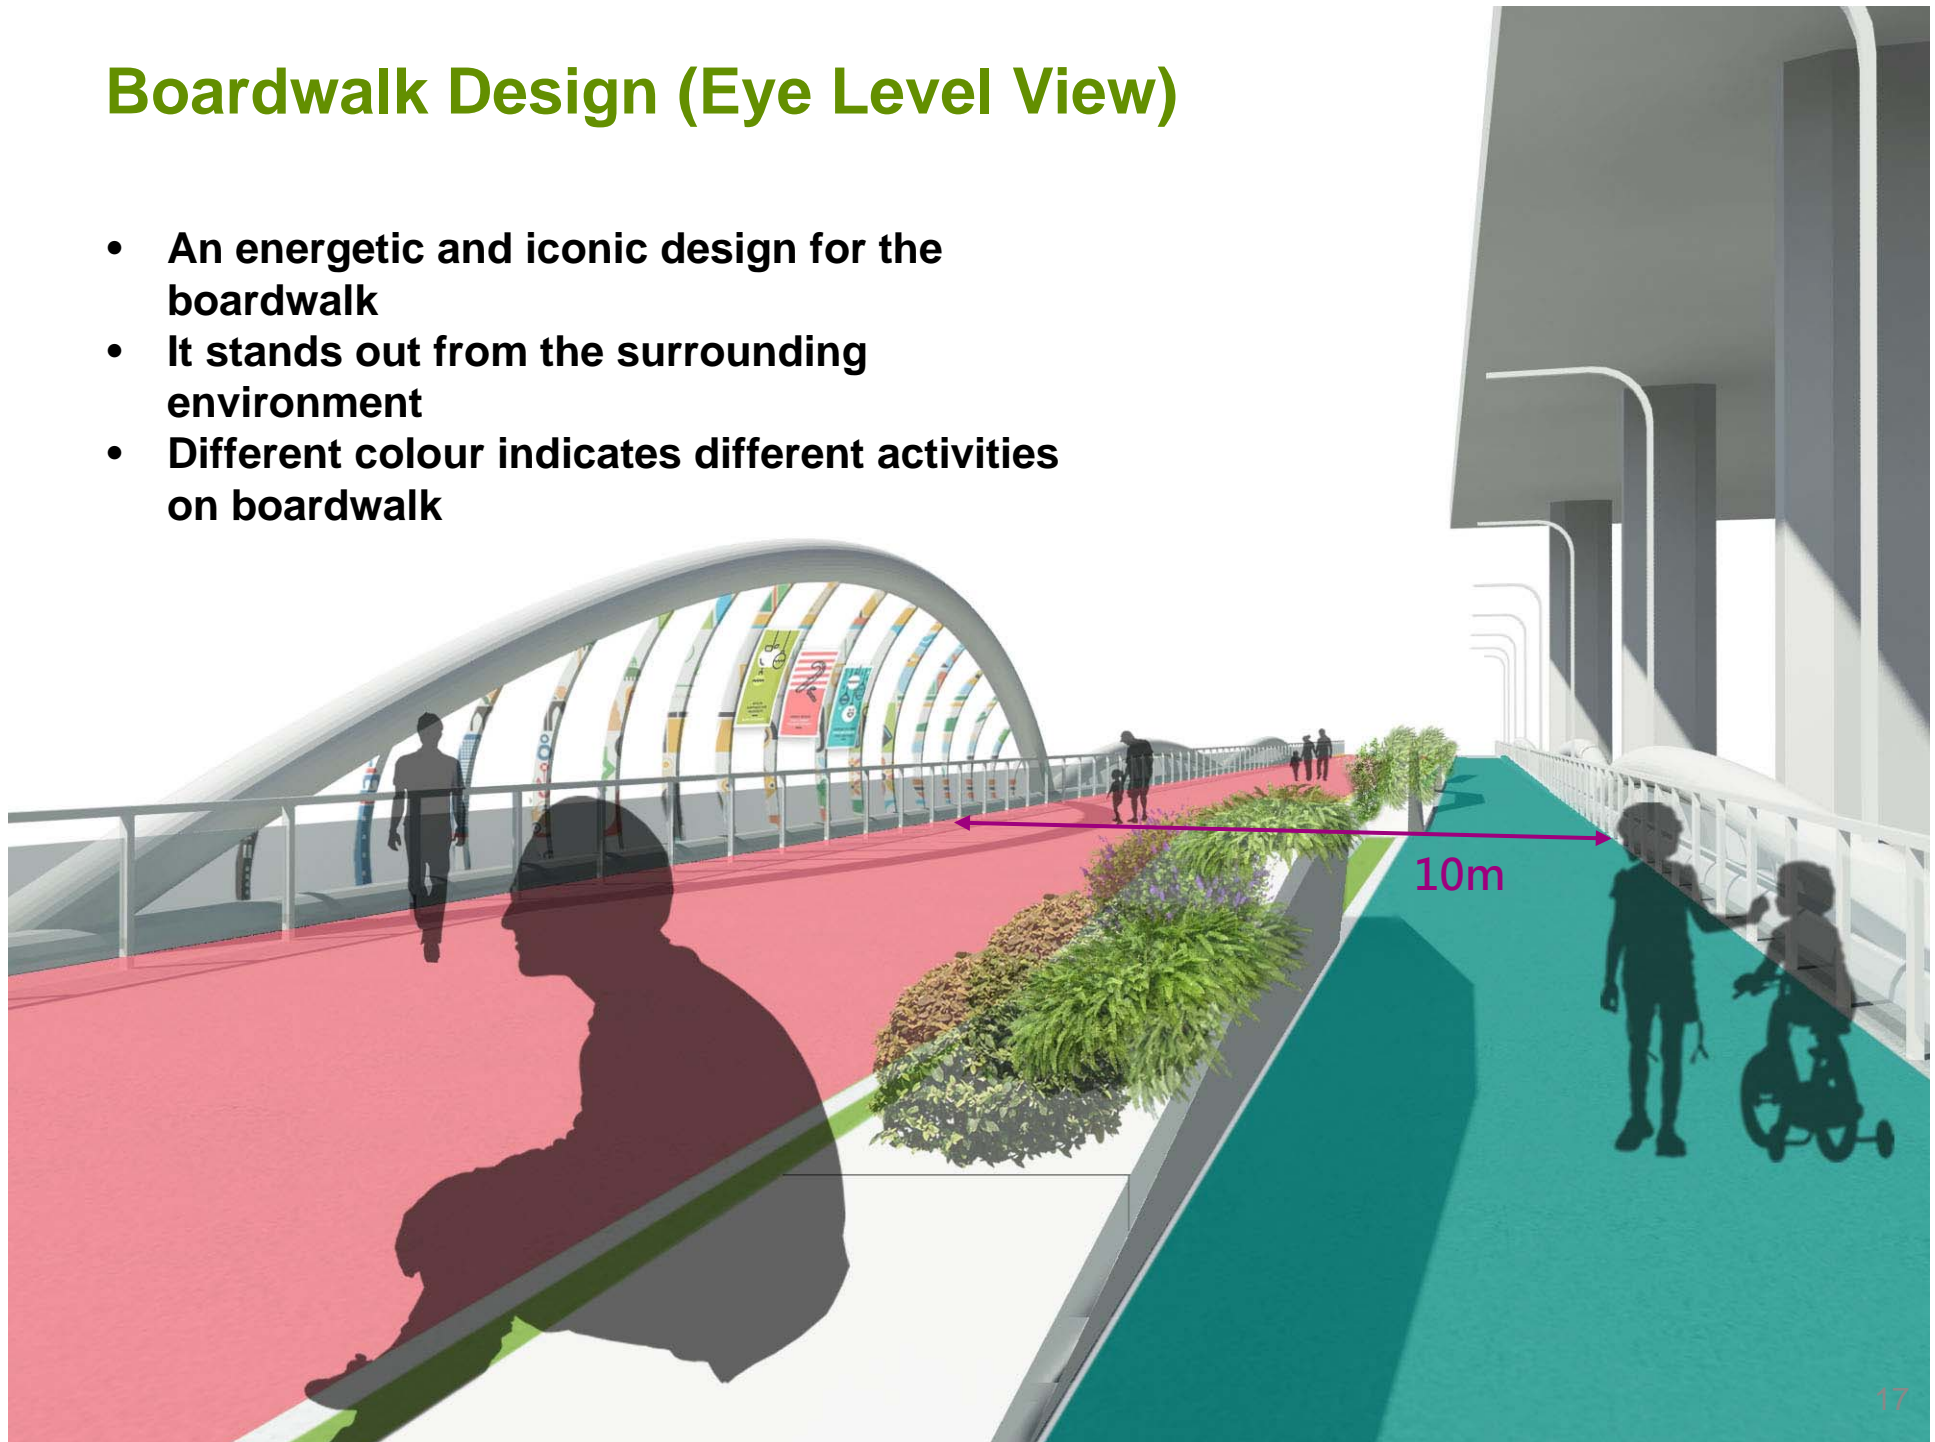 Boardwalk Design (Eye Level View)
• An energetic and iconic design for the
boardwalk
• It stands out from the surrounding
environment
• Different colour indicates different activities
on boardwalk
10m
17